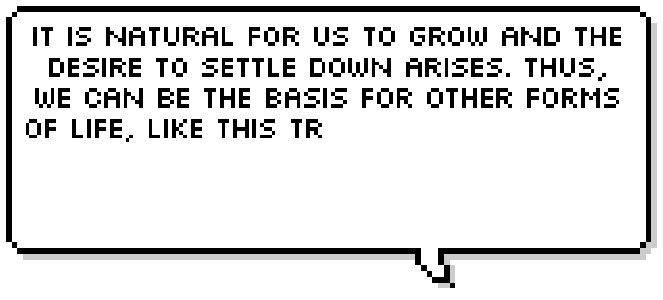 IT IS NATURAL FOR US TO GROW AND THE
DESIRE TO SETTLE DOWN ARISES. THUS,
WE CAN BE THE BASIS FOR OTHER FORMS
OF LIFE, LIKE THIS TR